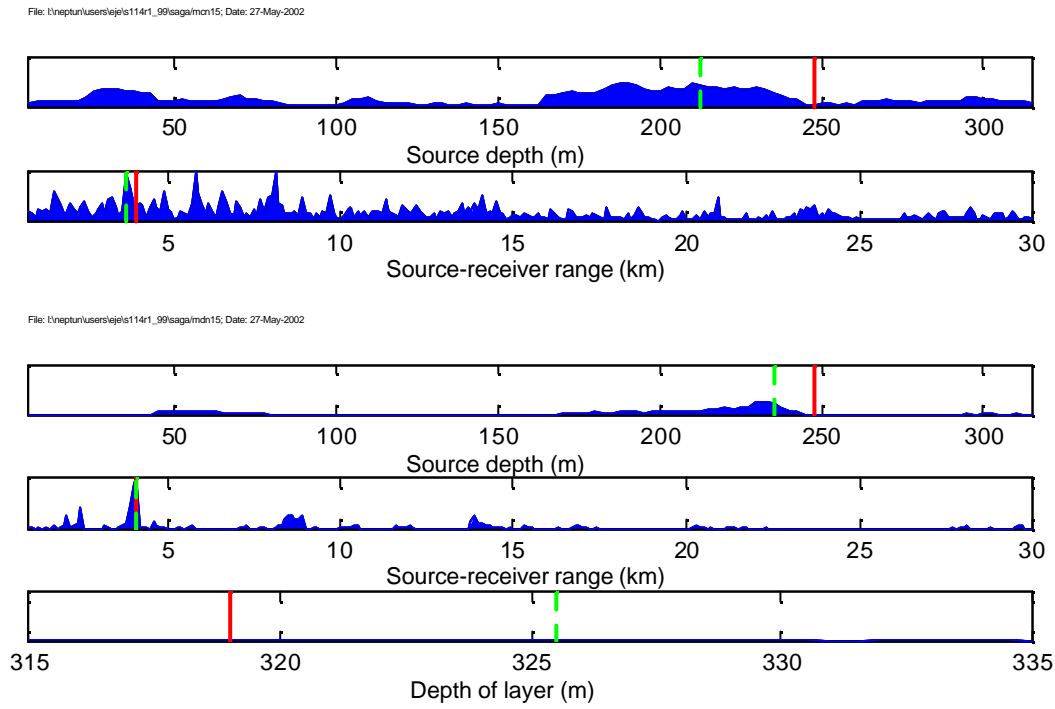 File: I:\neptun\users\eje\s114r1_99\saga/mcn15; Date: 27-May-2002
50 100 150 200 250 300
Source depth (m)
5 10 15 20 25 30
Source-receiver range (km)
File: I:\neptun\users\eje\s114r1_99\saga/mdn15; Date: 27-May-2002
50 100 150 200 250 300
Source depth (m)
5 10 15 20 25 30
Source-receiver range (km)
315 320 325 330 335
Depth of layer (m)